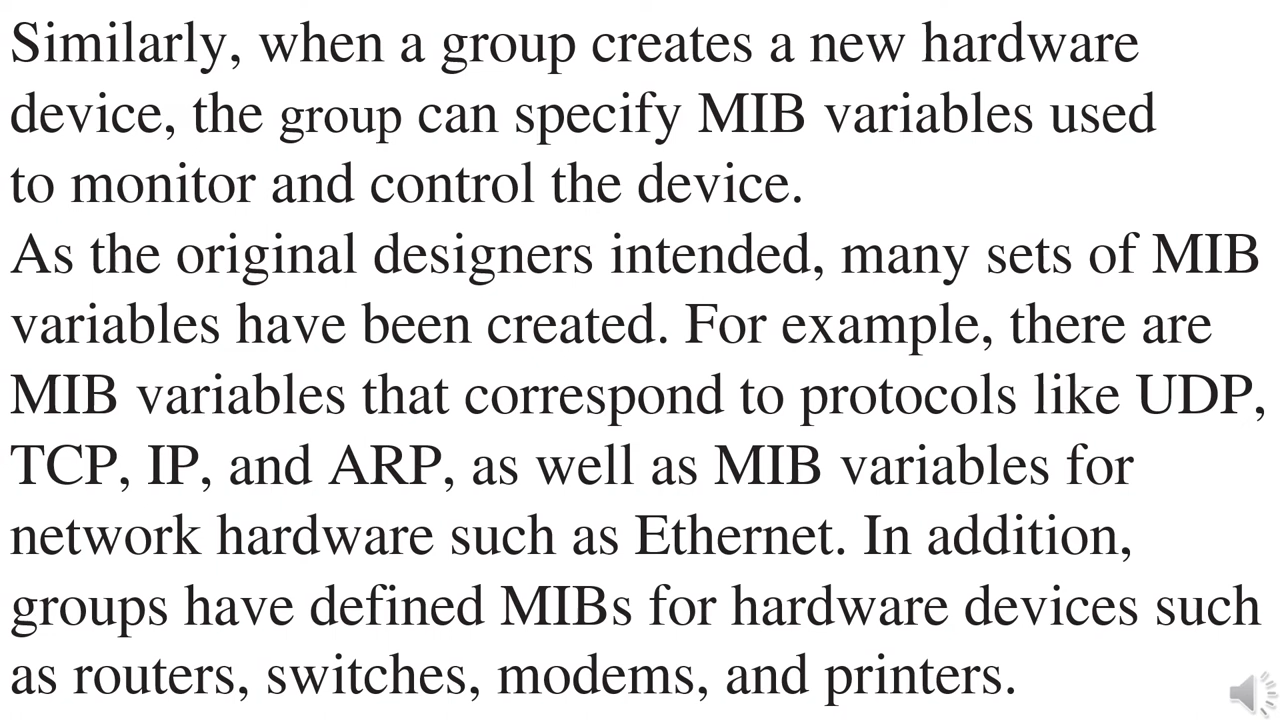 Similarly, when a group creates a new hardware
device, the group can specify MIB variables used
to monitor and control the device.
As the original designers intended, many sets of MIB
variables have been created. For example, there are
MIB variables that correspond to protocols like UDP,
TCP, IP, and ARP, as well as MIB variables for
network hardware such as Ethernet. In addition,
groups have defined MIBs for hardware devices such
as routers, switches, modems, and printers.